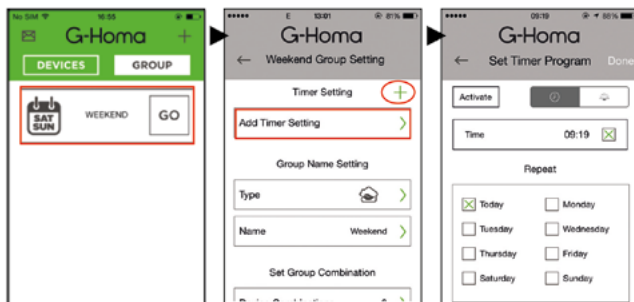 No SIM 16:55
G-Homa
DEVICES GROUP
SAT
SUN
WEEKEND GO
E 10:01 81%
G-Homa
Weekend Group Setting
Timer Setting
Add Timer Setting
Group Name Setting
Type
Name Weekend
Set Group Combination
09:19 86%
G-Homa
Set Timer Program Done
Activate
Time 09:19
Repeat
Today Monday
Tuesday Wednesday
Thursday Friday
Saturday Sunday